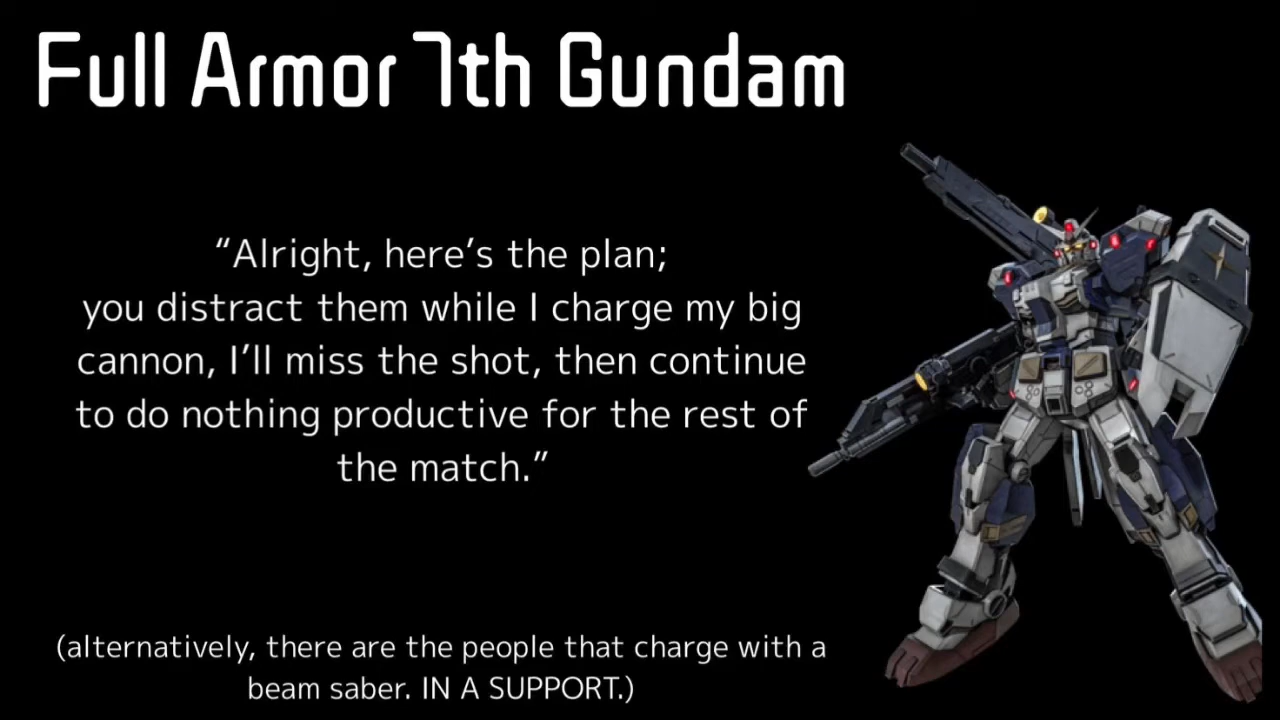 Full Armor 7th Gundam
“Alright, here’s the plan;
you distract them while I charge my big
cannon, I’ll miss the shot, then continue
to do nothing productive for the rest of
the match.”
(alternatively, there are the people that charge with a
beam saber. IN A SUPPORT.)